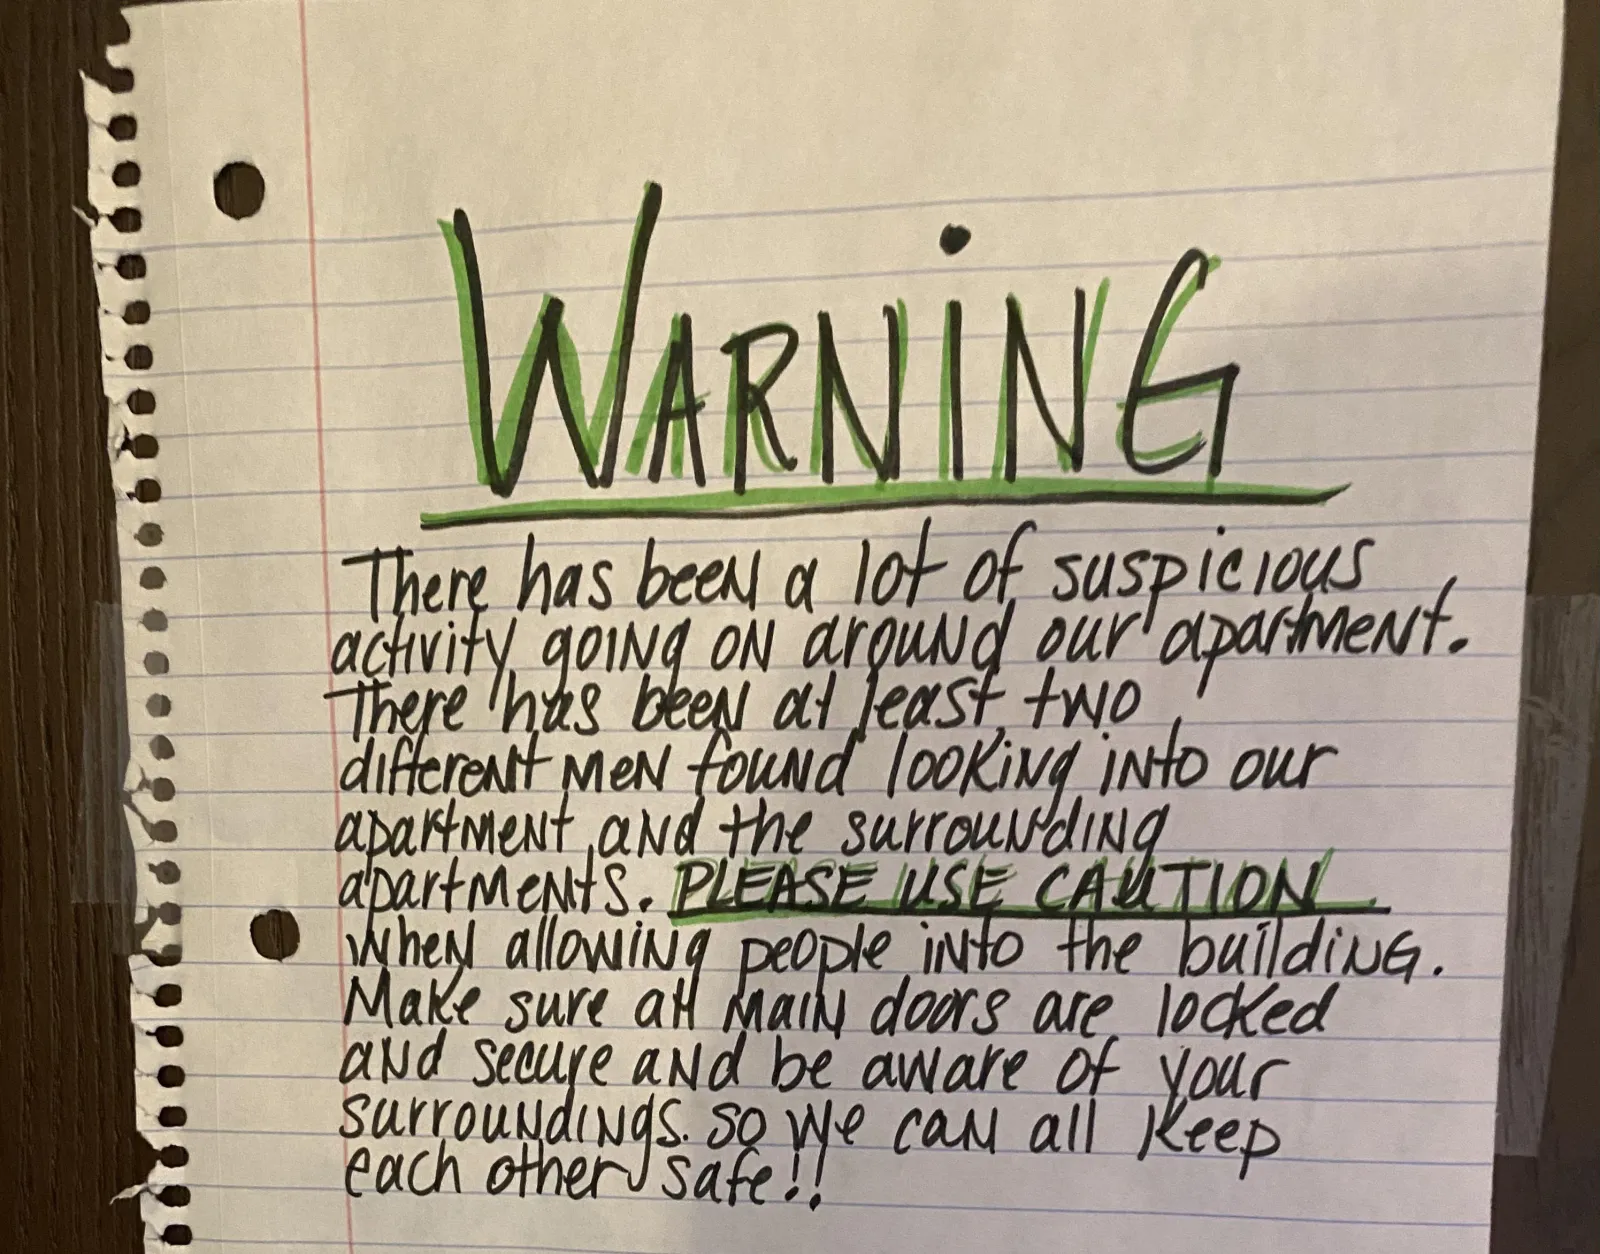 WARNiNG
There has been a lot of suspicious
activity going on around our apartment.
There has been at least two
different men found looking into our
apartment and the surrounding
apartments. PLEASE USE CAUTION
when allowing people into the building.
Make sure all main doors are locked
and secure and be aware of your
surroundings. so we can all keep
each other safe!!